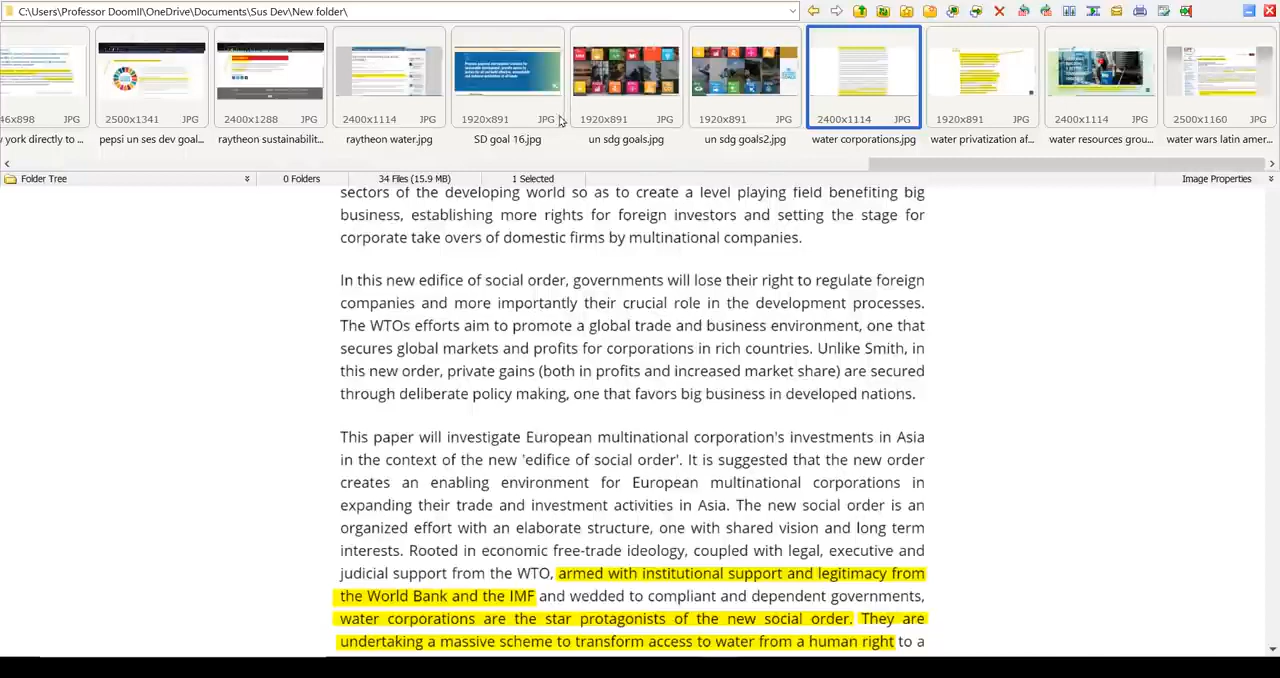 C:\Users\Professor DoomII\OneDrive\Documents\Sus Dev\New folder\
46x898 JPG
2500x1341 JPG
2400x1288 JPG
2400x1114 JPG
1920x891 JPG
1920x891 JPG
1920x891 JPG
2400x1114 JPG
1920x891 JPG
2400x1114 JPG
2500x1160 JPG
york directly to ...
pepsi un ses dev goal...
raytheon sustainabilit...
raytheon water.jpg
SD goal 16.jpg
un sdg goals.jpg
un sdg goals2.jpg
water corporations.jpg
water privatization af...
water resources grou...
water wars latin amer...
Folder Tree
0 Folders
34 Files (15.9 MB)
1 Selected
Image Properties
sectors of the developing world so as to create a level playing field benefiting big
business, establishing more rights for foreign investors and setting the stage for
corporate take overs of domestic firms by multinational companies.
In this new edifice of social order, governments will lose their right to regulate foreign
companies and more importantly their crucial role in the development processes.
The WTOs efforts aim to promote a global trade and business environment, one that
secures global markets and profits for corporations in rich countries. Unlike Smith, in
this new order, private gains (both in profits and increased market share) are secured
through deliberate policy making, one that favors big business in developed nations.
This paper will investigate European multinational corporation's investments in Asia
in the context of the new 'edifice of social order'. It is suggested that the new order
creates an enabling environment for European multinational corporations in
expanding their trade and investment activities in Asia. The new social order is an
organized effort with an elaborate structure, one with shared vision and long term
interests. Rooted in economic free-trade ideology, coupled with legal, executive and
judicial support from the WTO, armed with institutional support and legitimacy from
the World Bank and the IMF and wedded to compliant and dependent governments,
water corporations are the star protagonists of the new social order. They are
undertaking a massive scheme to transform access to water from a human right to a